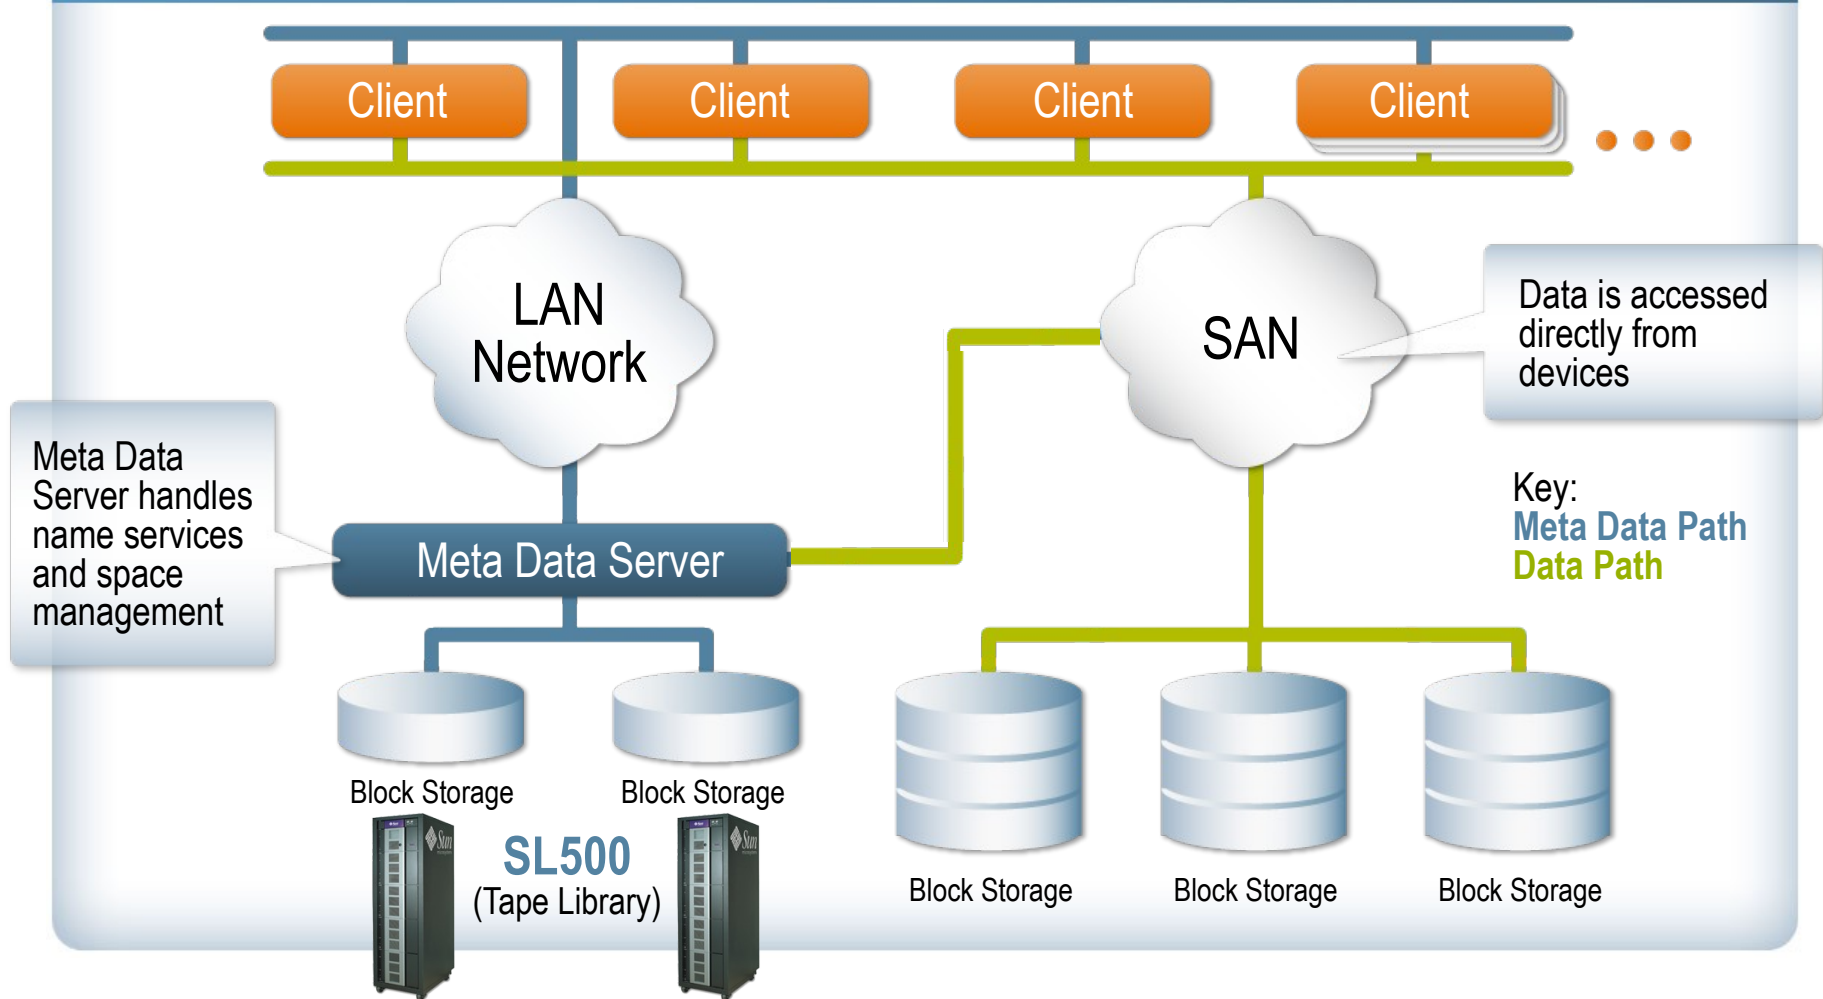 Client
Client
Client
Client
LAN
Network
SAN
Data is accessed
directly from
devices
Meta Data
Server handles
name services
and space
management
Key:
Meta Data Path
Data Path
Meta Data Server
Block Storage
Block Storage
Sun
Sun
SL500
(Tape Library)
Block Storage
Block Storage
Block Storage